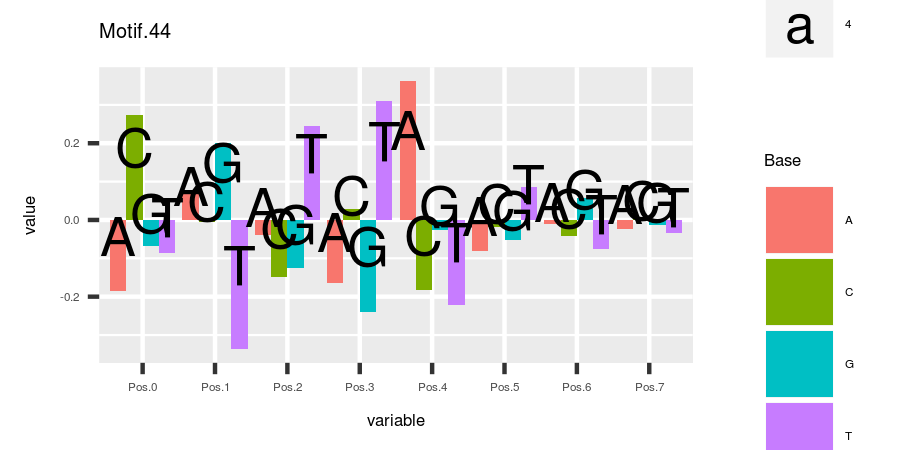 Motif.44
a 4
value
0.2
0.0
-0.2
A C G T A C G T A C G T A C G T A C G T A C G T A C G T A C G T
Pos.0 Pos.1 Pos.2 Pos.3 Pos.4 Pos.5 Pos.6 Pos.7
variable
Base
A
C
G
T